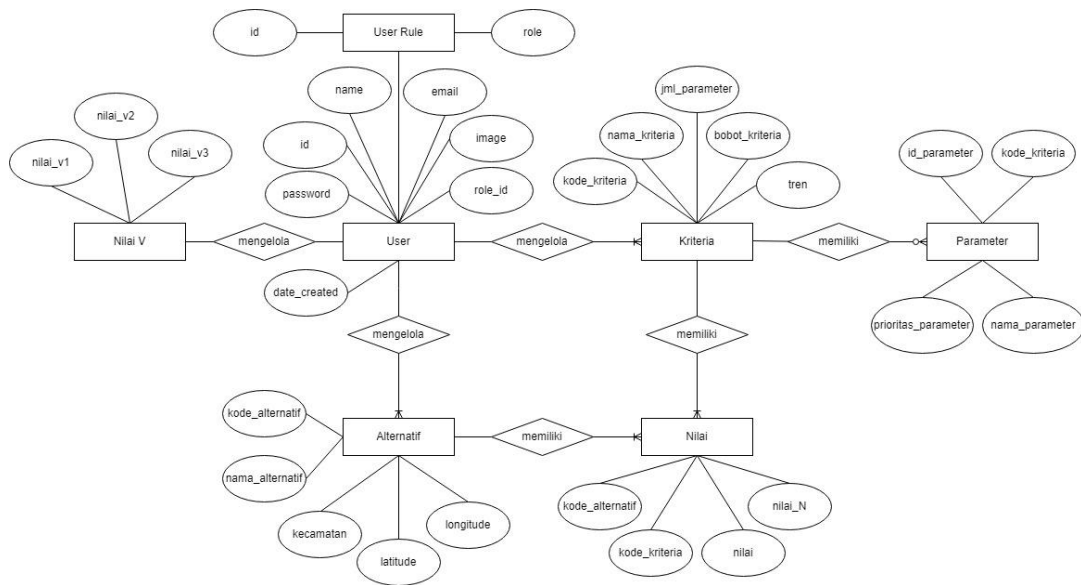 id
User Rule
role
name
email
jml_parameter
nilai_v2
nama_kriteria
bobot_kriteria
id
image
id_parameter
kode_kriteria
nilai_v1
nilai_v3
kode_kriteria
tren
password
role_id
Nilai V
mengelola
User
mengelola
Kriteria
memiliki
Parameter
date_created
prioritas_parameter
nama_parameter
mengelola
memiliki
kode_alternatif
Alternatif
memiliki
Nilai
nama_alternatif
kode_alternatif
nilai_N
kecamatan
longitude
latitude
kode_kriteria
nilai